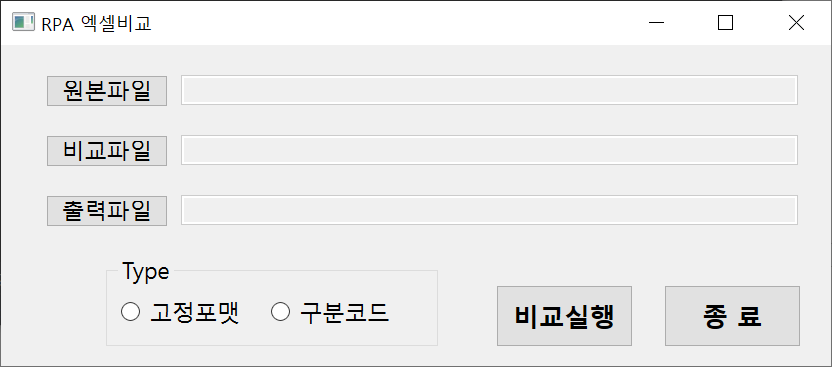 RPA 엑셀비교
원본파일
비교파일
출력파일
Type
고정포맷 구분코드
비교실행 종 료